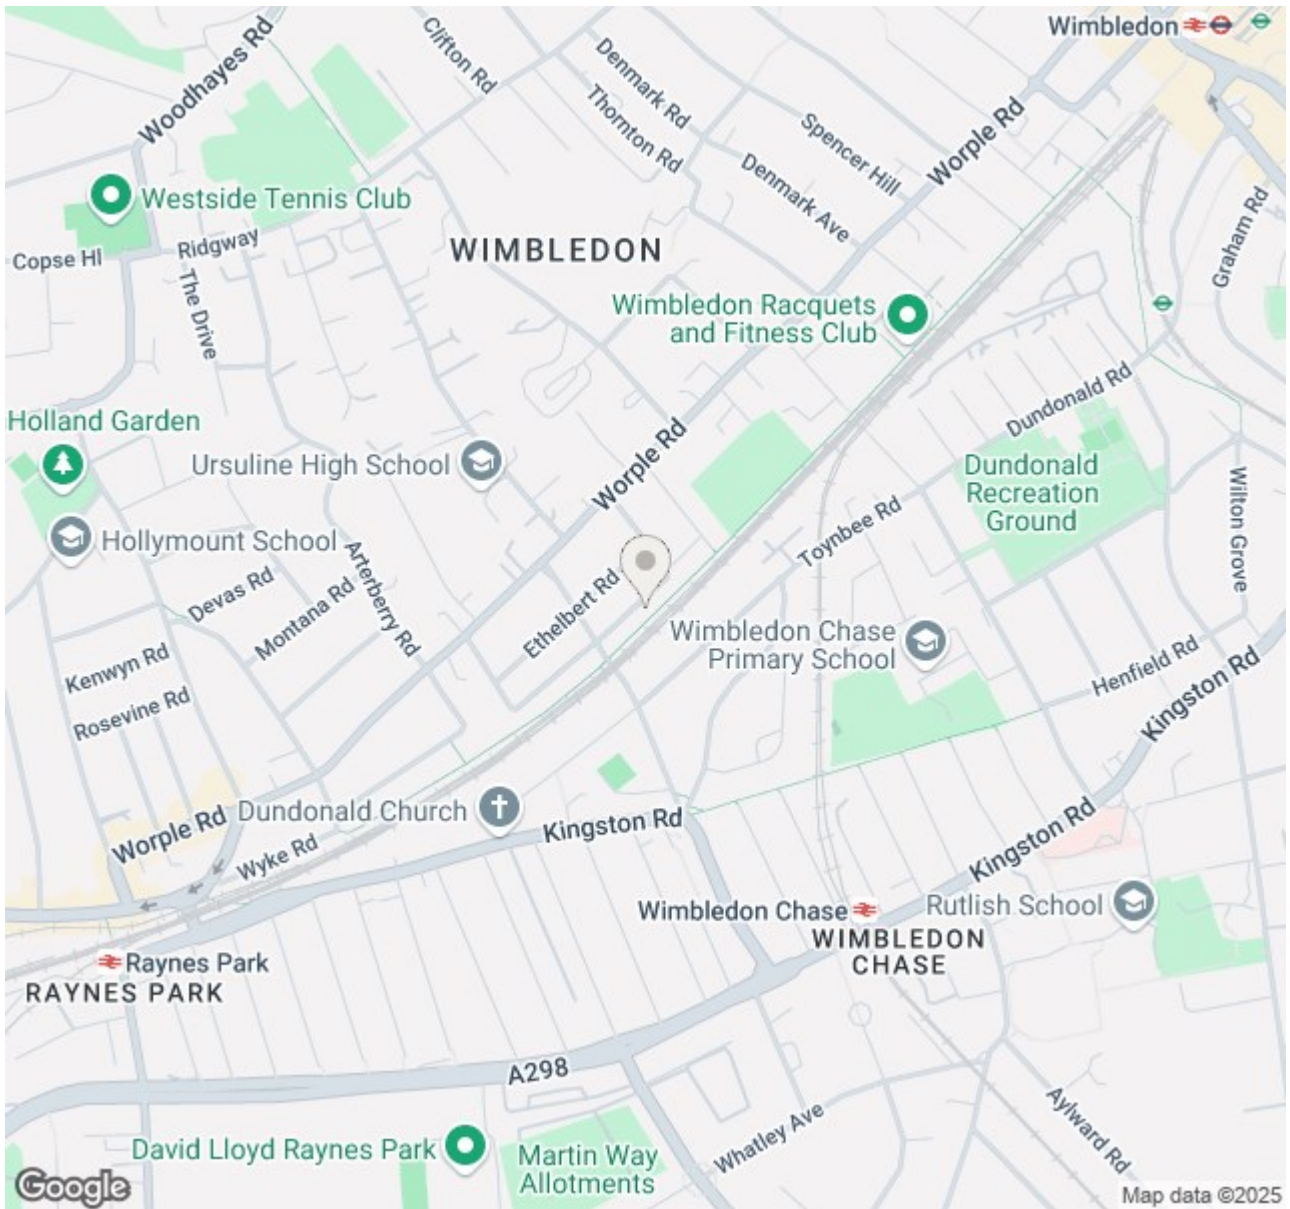 Wimbledon
Woodhayes Rd
Clifton Rd
Denmark Rd
Thornton Rd
Spencer Hill
Worple Rd
Denmark Ave
Westside Tennis Club
Graham Rd
Copse Hl
Ridgway
WIMBLEDON
The Drive
Wimbledon Racquets
and Fitness Club
Dundonald Rd
Holland Garden
Ursuline High School
Worple Rd
Dundonald
Recreation
Ground
Wilton Grove
Hollymount School
Toynbee Rd
Arterberry Rd
Devas Rd
Montana Rd
Ethelbert Rd
Wimbledon Chase
Primary School
Kenwyn Rd
Henfield Rd
Kingston Rd
Rosevine Rd
Dundonald Church
Worple Rd
Wyke Rd
Kingston Rd
Kingston Rd
Wimbledon Chase
Rutlish School
WIMBLEDON
CHASE
Raynes Park
RAYNES PARK
A298
David Lloyd Raynes Park
Martin Way
Allotments
Whatley Ave
Aylward Rd
Google
Map data ©2025